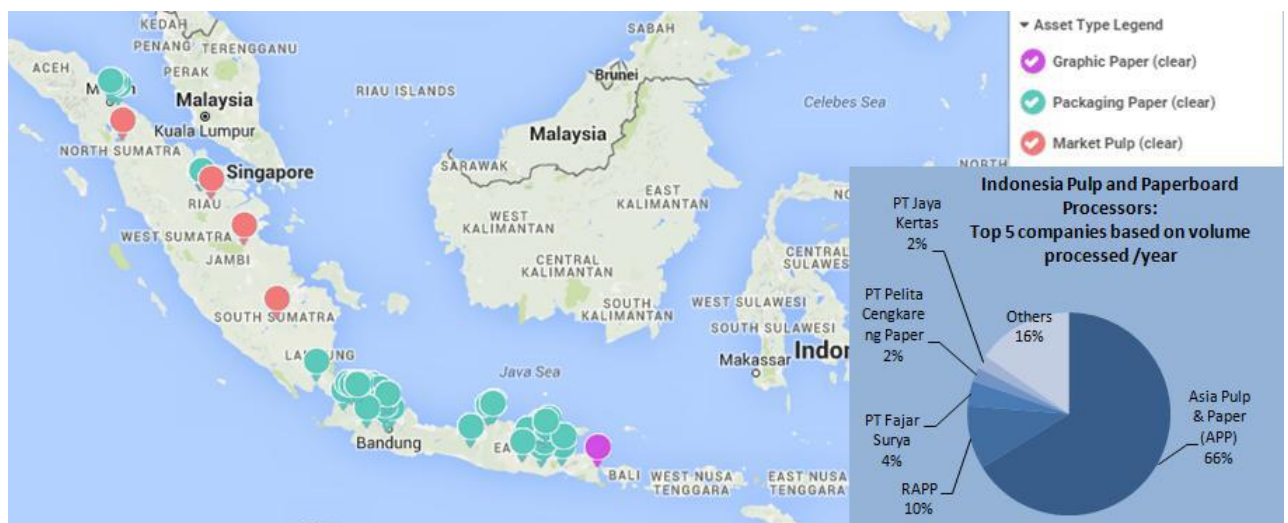 KEDAH
PENANG
TERENGGANU
ACEH
PERAK
Malaysia
Kuala Lumpur
RIAU ISLANDS
NORTH SUMATRA
Singapore
RIAU
WEST SUMATRA
JAMBI
SOUTH SUMATRA
Bandung
Java Sea
BALI
WEST NUSA
TENGGARA
EAST NUSA
TENGGARA
SABAH
Brunei
Malaysia
SARAWAK
EAST
KALIMANTAN
WEST
KALIMANTAN
CENTRAL
KALIMANTAN
SOUTH
KALIMANTAN
Celebes Sea
NORTH
CENTRAL
SULAWES
WEST SULAWESI
SOUTH SULAWESI
Makassar
Indon
Asset Type Legend
Graphic Paper (clear)
Packaging Paper (clear)
Market Pulp (clear)
Indonesia Pulp and Paperboard
Processors:
Top 5 companies based on volume
processed /year
PT Jaya
Kertas
2%
PT Pelita
Cengkare
ng Paper
2%
PT Fajar
Surya
4%
RAPP
10%
Others
16%
Asia Pulp
& Paper
(APP)
66%